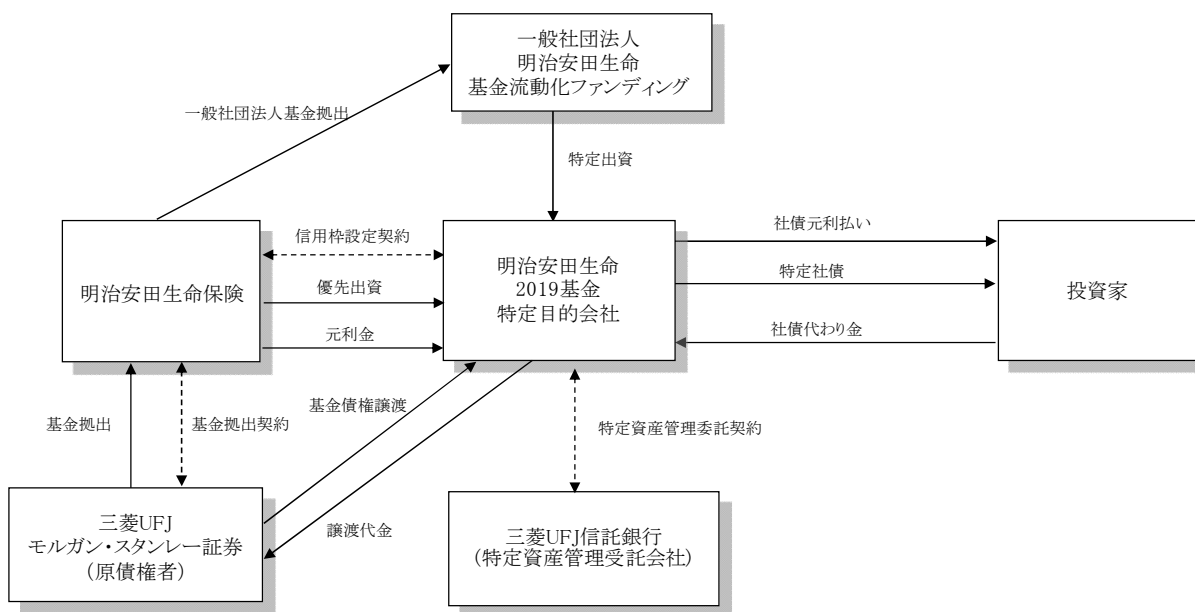 一般社団法人
明治安田生命
基金流動化ファンディング
一般社団法人基金拠出
特定出資
明治安田生命保険
信用枠設定契約
優先出資
元利金
明治安田生命
2019基金
特定目的会社
社債元利払い
特定社債
社債代わり金
投資家
基金拠出
基金拠出契約
基金債権譲渡
譲渡代金
特定資産管理委託契約
三菱UFJ
モルガン・スタンレー証券
(原債権者)
三菱UFJ信託銀行
(特定資産管理受託会社)